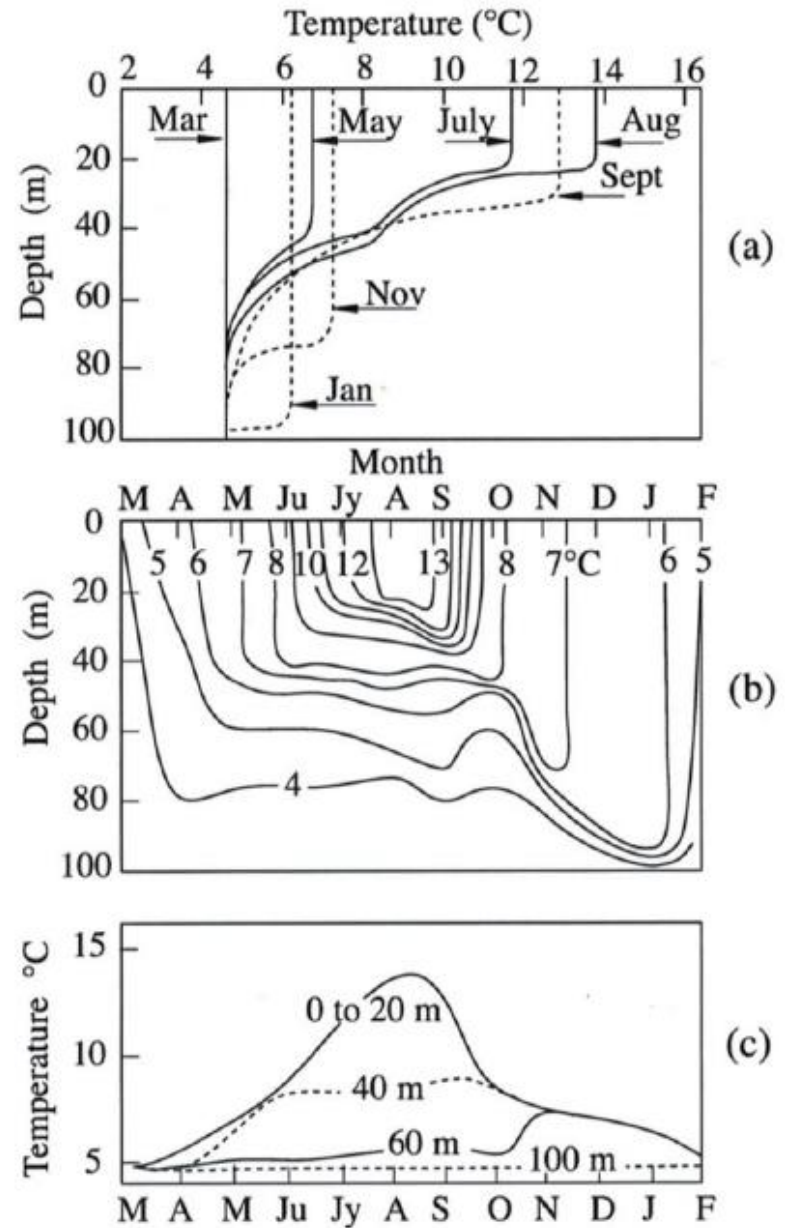 Temperature (°C)
2 4 6 8 10 12 14 16
0
Mar May July Aug
20
Sept
Depth (m)
40
(a)
60
Nov
80
Jan
100
Month
M A M Ju Jy A S O N D J F
0
5 6 7 8 10 12 13 8 7°C 6 5
20
Depth (m)
40
(b)
60
4
80
100
15
Temperature °C
0 to 20 m
10
(c)
40 m
60 m
5
100 m
M A M Ju Jy A S O N D J F